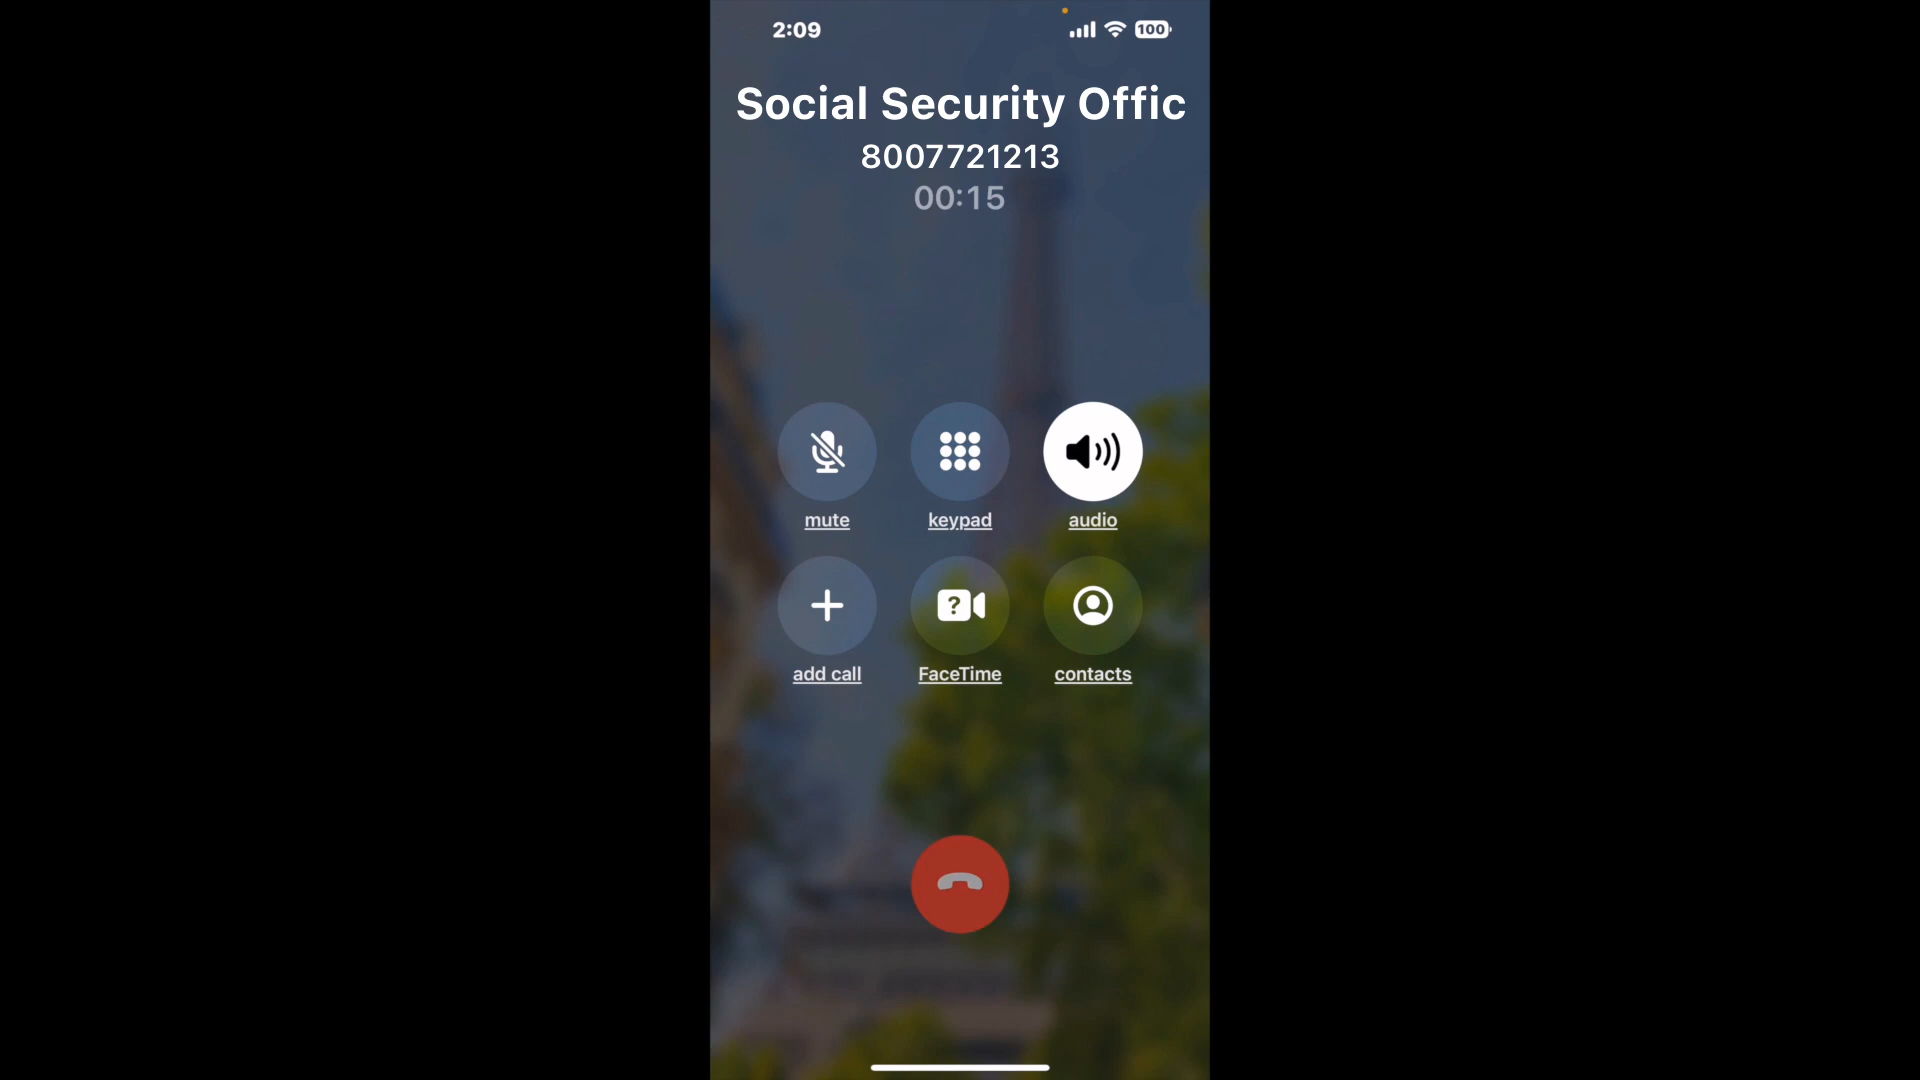 2:09
100
Social Security Offic
8007721213
00:15
mute
keypad
audio
?
add call
FaceTime
contacts